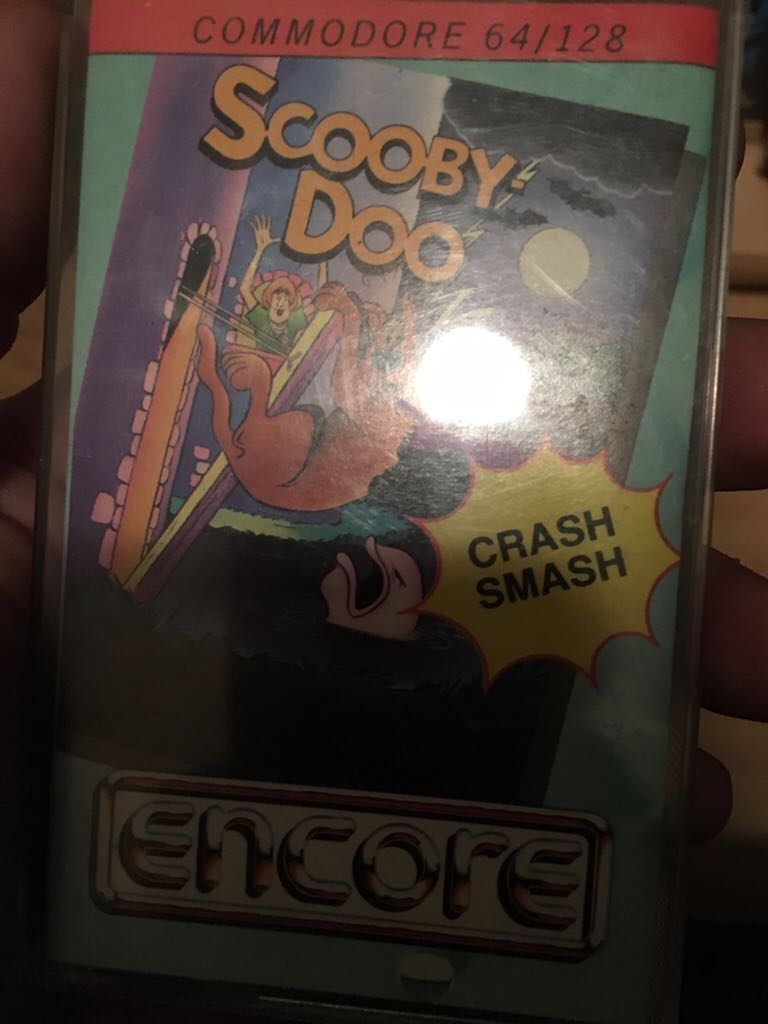 COMMODORE 64/128
SCOOBY-
DOO
CRASH
SMASH
encore